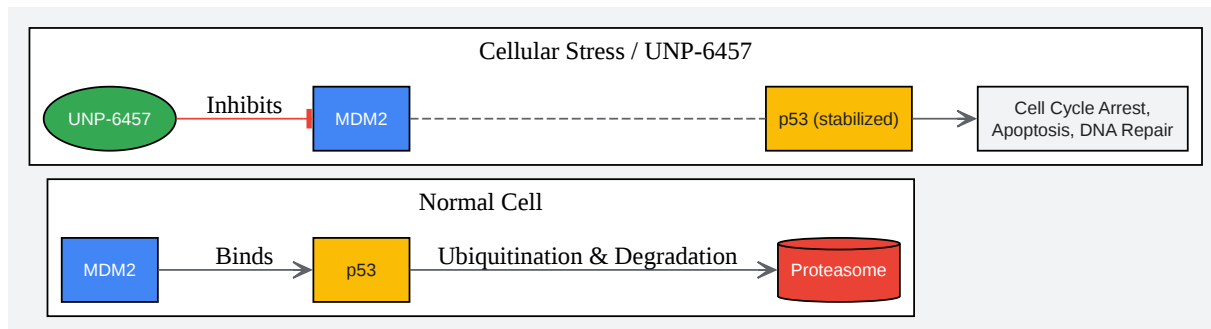 Cellular Stress / UNP-6457
UNP-6457
Inhibits
MDM2
p53 (stabilized)
Cell Cycle Arrest,
Apoptosis, DNA Repair
Normal Cell
MDM2
Binds
p53
Ubiquitination & Degradation
Proteasome